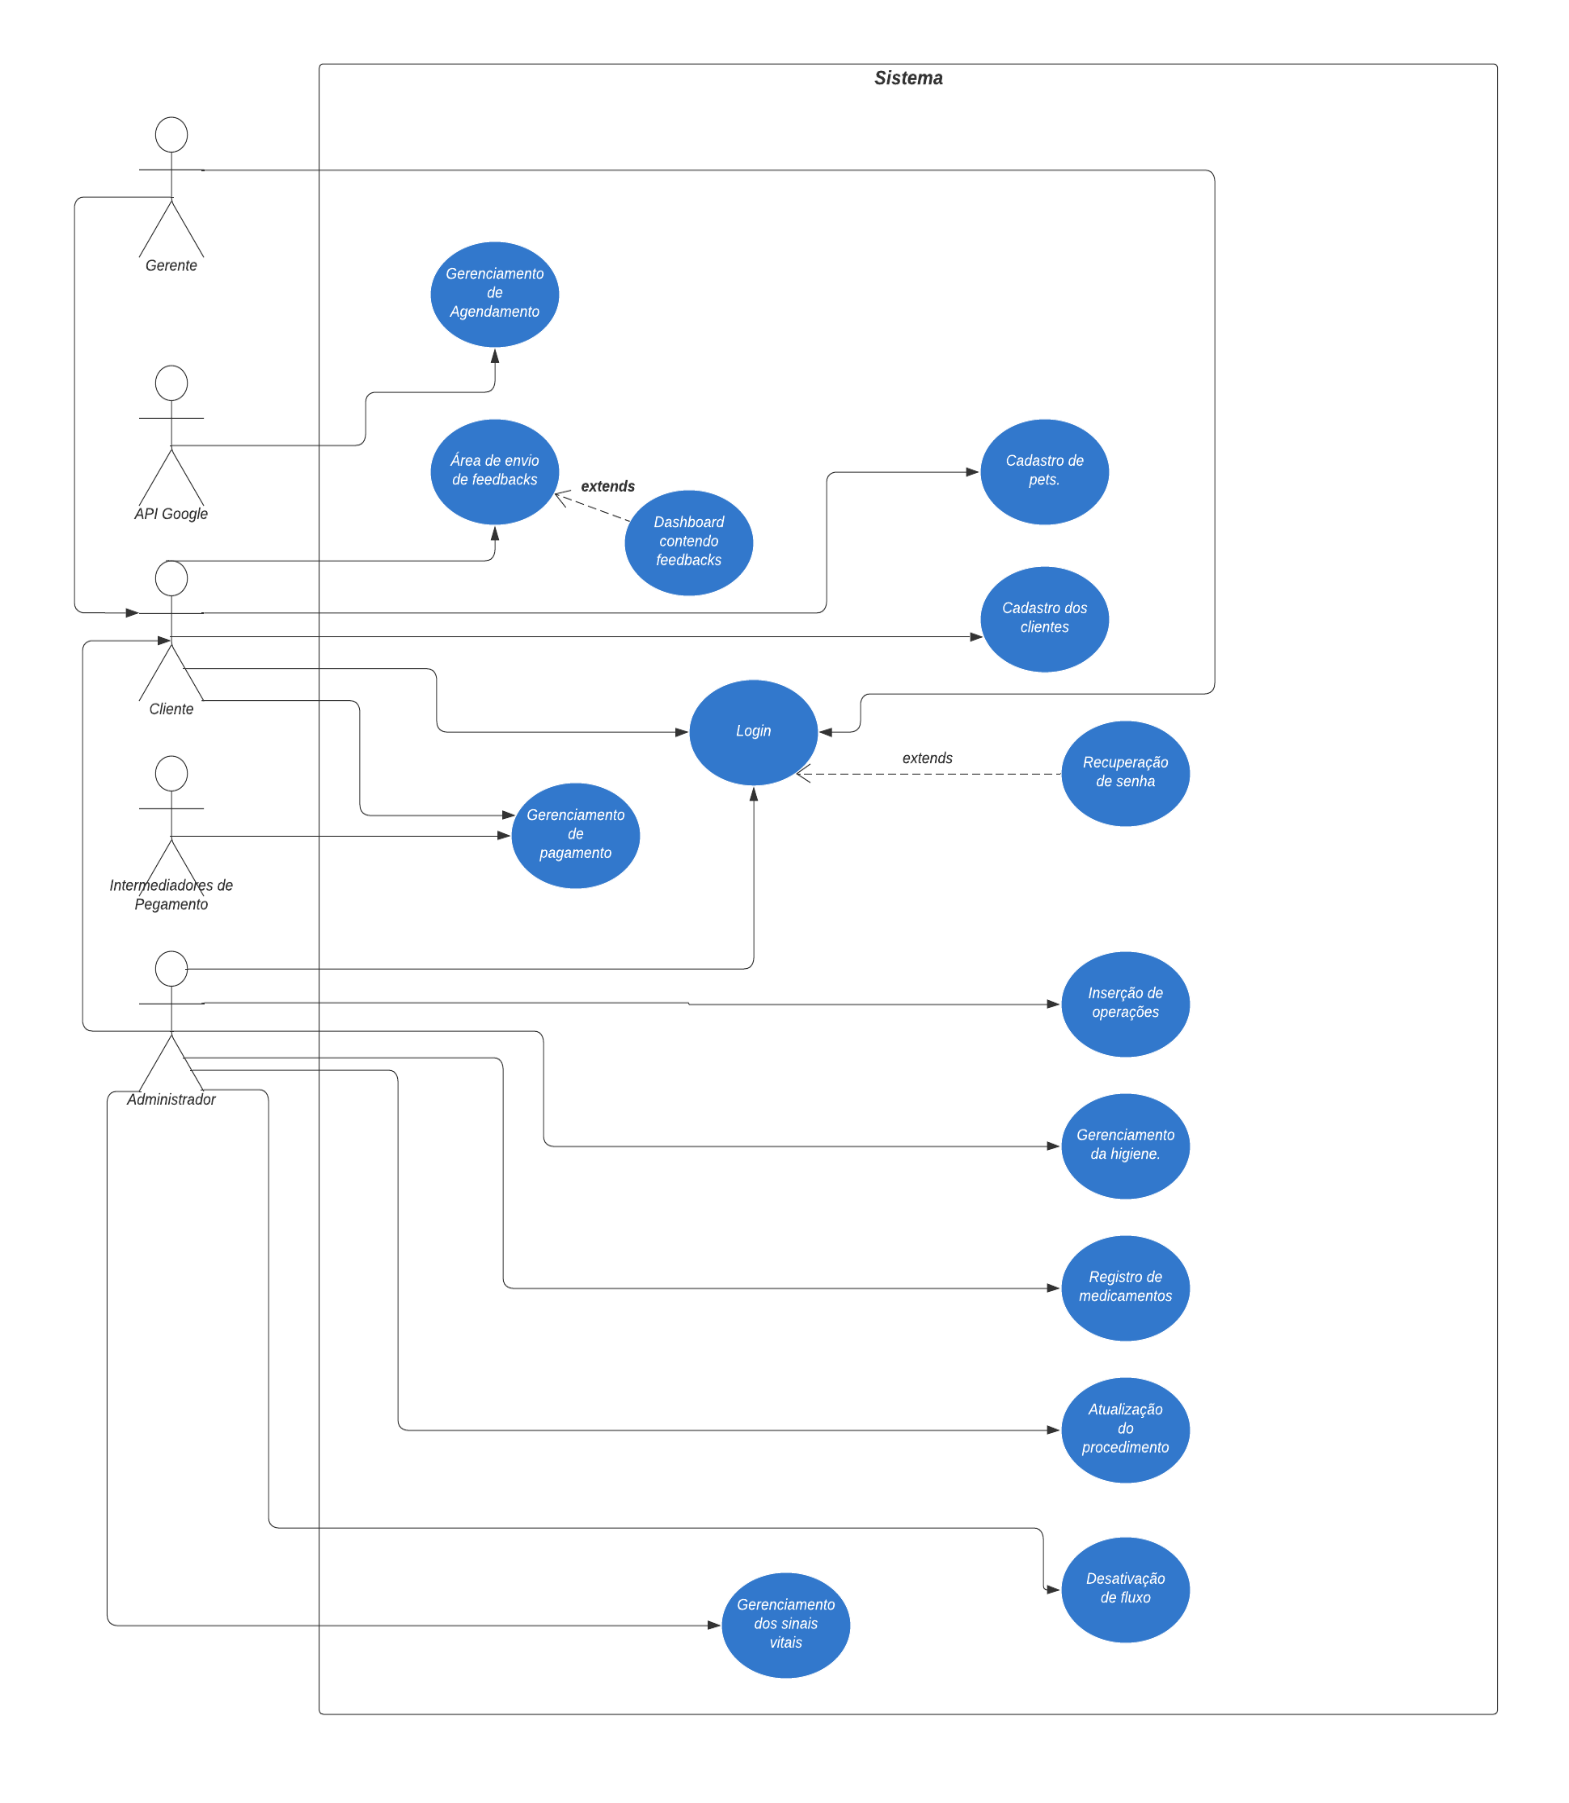 Sistema
Gerente
Gerenciamento
de
Agendamento
API Google
Área de envio
de feedbacks
extends
Dashboard
contendo
feedbacks
Cadastro de
pets.
Cadastro dos
clientes
Cliente
Login
extends
Recuperação
de senha
Gerenciamento
de
pagamento
Intermediadores de
Pegamento
Administrador
Inserção de
operações
Gerenciamento
da higiene.
Registro de
medicamentos
Atualização
do
procedimento
Desativação
de fluxo
Gerenciamento
dos sinais
vitais